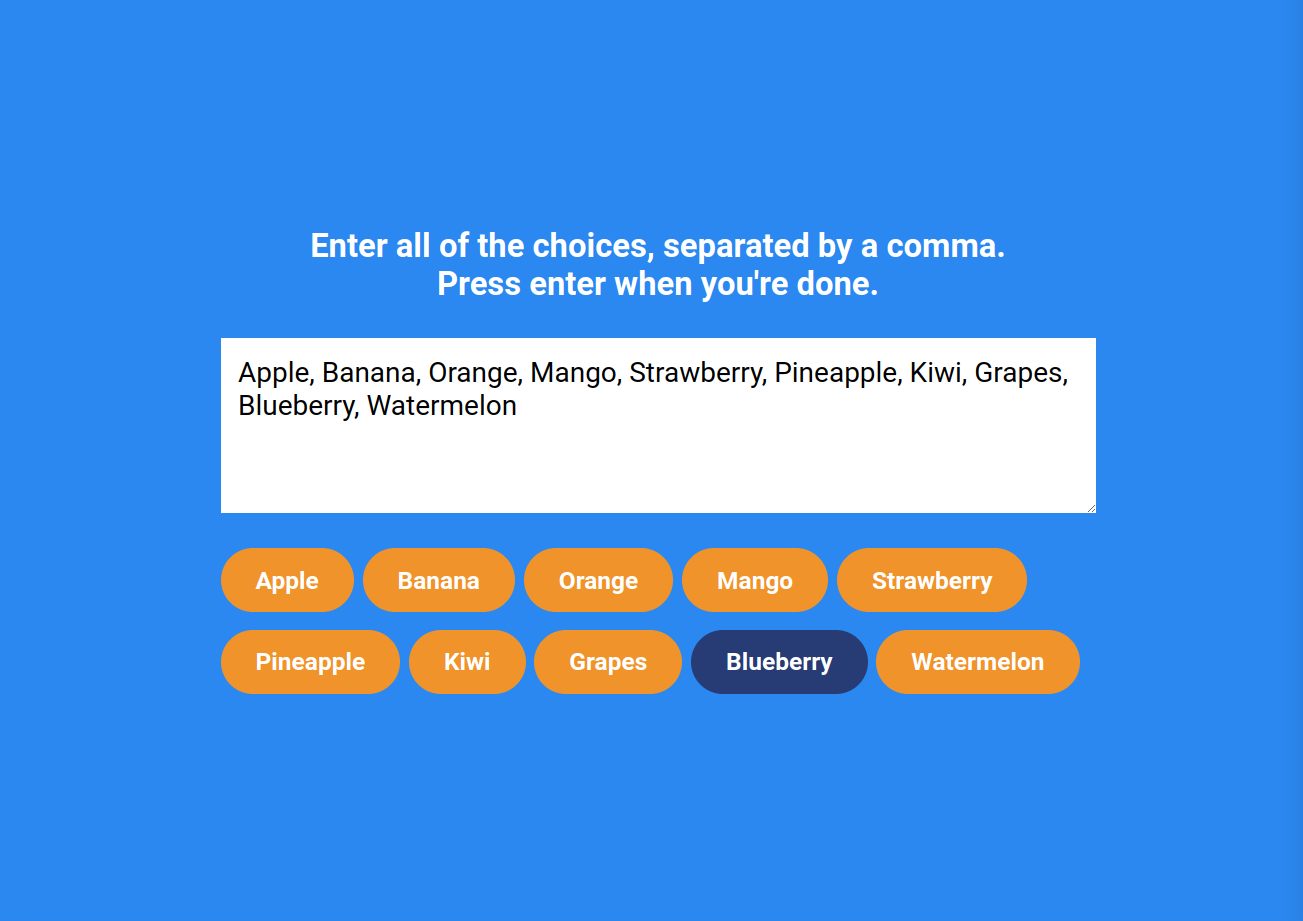 Enter all of the choices, separated by a comma.
Press enter when you're done.
Apple, Banana, Orange, Mango, Strawberry, Pineapple, Kiwi, Grapes,
Blueberry, Watermelon
Apple Banana Orange Mango Strawberry
Pineapple Kiwi Grapes Blueberry Watermelon